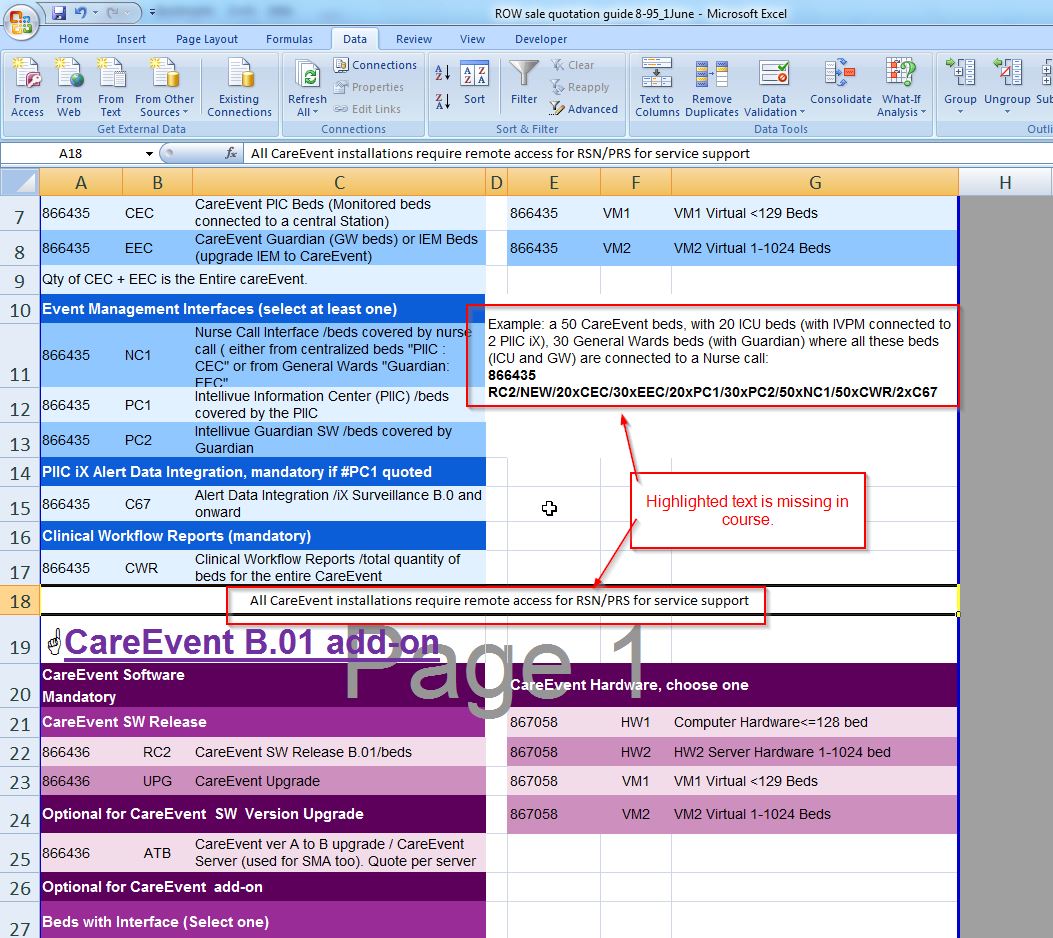 ROW sale quotation guide 8-95_1June - Microsoft Excel
Home Insert Page Layout Formulas Data Review View Developer
From Access
From Web
From Text
From Other Sources
Existing Connections
Get External Data
Refresh All
Connections
Properties
Edit Links
Connections
Sort
Filter
Clear
Reapply
Advanced
Sort & Filter
Text to Columns
Remove Duplicates
Data Validation
Consolidate
What-If Analysis
Data Tools
Group
Ungroup
A18 fx All CareEvent installations require remote access for RSN/PRS for service support
A B C D E F G H
7 866435 CEC CareEvent PIC Beds (Monitored beds
connected to a central Station) 866435 VM1 VM1 Virtual <129 Beds
8 866435 EEC CareEvent Guardian (GW beds) or IEM Beds
(upgrade IEM to CareEvent) 866435 VM2 VM2 Virtual 1-1024 Beds
9 Qty of CEC + EEC is the Entire careEvent.
10 Event Management Interfaces (select at least one)
11 866435 NC1 Nurse Call Interface /beds covered by nurse
call ( either from centralized beds "PIIC :
CEC" or from General Wards "Guardian:
EEC"
Example: a 50 CareEvent beds, with 20 ICU beds (with IVPM connected to
2 PIIC iX), 30 General Wards beds (with Guardian) where all these beds
(ICU and GW) are connected to a Nurse call:
866435
RC2/NEW/20xCEC/30xEEC/20xPC1/30xPC2/50xNC1/50xCWR/2xC67
12 866435 PC1 Intellivue Information Center (PIIC) /beds
covered by the PIIC
13 866435 PC2 Intellivue Guardian SW /beds covered by
Guardian
14 PIIC iX Alert Data Integration, mandatory if #PC1 quoted
15 866435 C67 Alert Data Integration /iX Surveillance B.0 and
onward
Highlighted text is missing in
course.
16 Clinical Workflow Reports (mandatory)
17 866435 CWR Clinical Workflow Reports /total quantity of
beds for the entire CareEvent
18 All CareEvent installations require remote access for RSN/PRS for service support
19 CareEvent B.01 add-on
Page 1
20 CareEvent Software
Mandatory
CareEvent Hardware, choose one
21 CareEvent SW Release 867058 HW1 Computer Hardware<=128 bed
22 866436 RC2 CareEvent SW Release B.01/beds 867058 HW2 HW2 Server Hardware 1-1024 bed
23 866436 UPG CareEvent Upgrade 867058 VM1 VM1 Virtual <129 Beds
24 Optional for CareEvent SW Version Upgrade 867058 VM2 VM2 Virtual 1-1024 Beds
25 866436 ATB CareEvent ver A to B upgrade / CareEvent
Server (used for SMA too). Quote per server
26 Optional for CareEvent add-on
27 Beds with Interface (Select one)